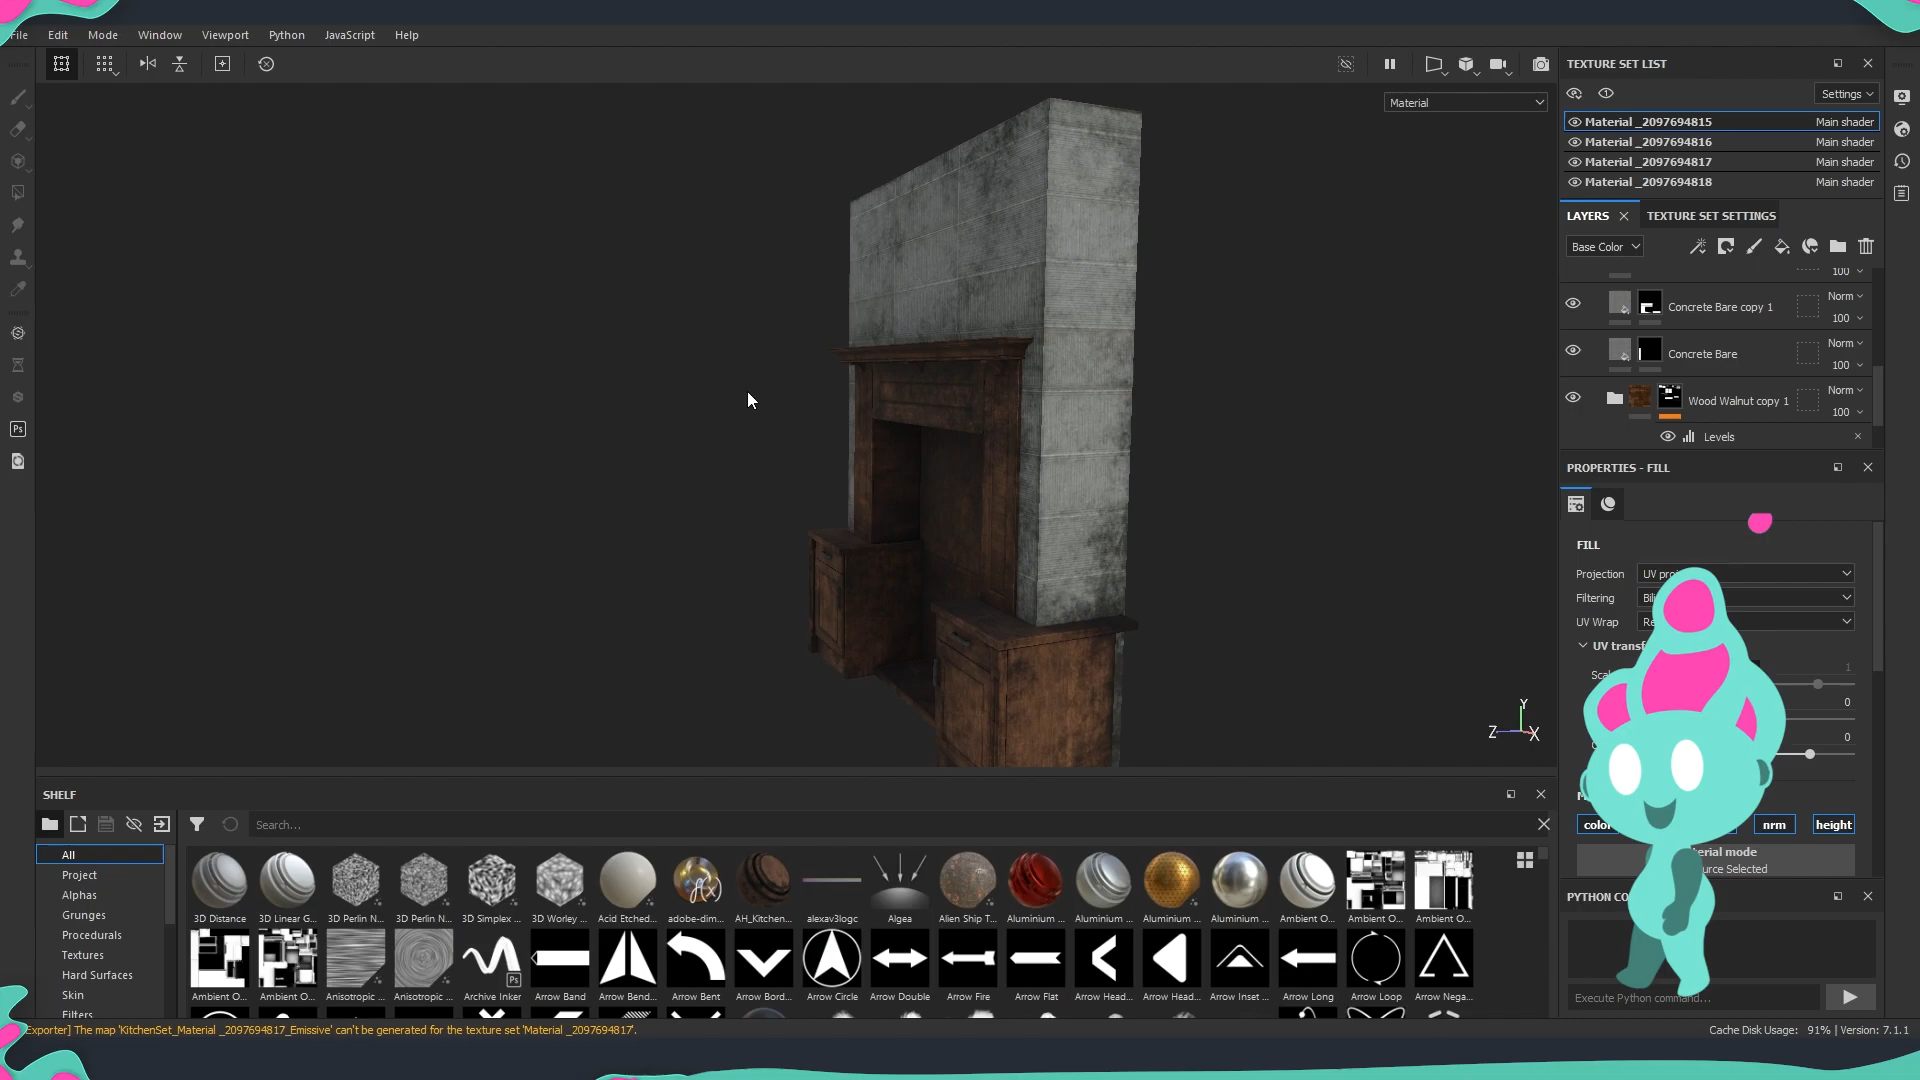 File Edit Mode Window Viewport Python JavaScript Help
Material
TEXTURE SET LIST
Settings
Material _2097694815 Main shader
Material _2097694816 Main shader
Material _2097694817 Main shader
Material _2097694818 Main shader
LAYERS TEXTURE SET SETTINGS
Base Color
100
Norm
Concrete Bare copy 1
100
Norm
Concrete Bare
100
Norm
Wood Walnut copy 1
100
Levels
PROPERTIES - FILL
FILL
Projection UV
Filtering
UV Wrap
UV
1
0
0
color nrm height
mode
Selected
Y
Z X
SHELF
Search...
All
Project
Alphas
Grunges
Procedurals
Textures
Hard Surfaces
Skin
Filters
3D Distance 3D Linear G... 3D Perlin N... 3D Perlin N... 3D Simplex ... 3D Worley ... Acid Etched... adobe-dim... AH_Kitchen... alexav3logc Algea Alien Ship T... Aluminium ... Aluminium ... Aluminium ... Aluminium ... Ambient O... Ambient O... Ambient O...
Ps
Ambient O... Ambient O... Anisotropic ... Anisotropic ... Archive Inker Arrow Band Arrow Bend... Arrow Bent Arrow Bord... Arrow Circle Arrow Double Arrow Fire Arrow Flat Arrow Head... Arrow Head... Arrow Inset ... Arrow Long Arrow Loop Arrow Nega...
PYTHON
Execute Python command...
Exporter] The map 'KitchenSet_Material _2097694817_Emissive' can't be generated for the texture set 'Material _2097694817'.
Cache Disk Usage: 91% | Version: 7.1.1